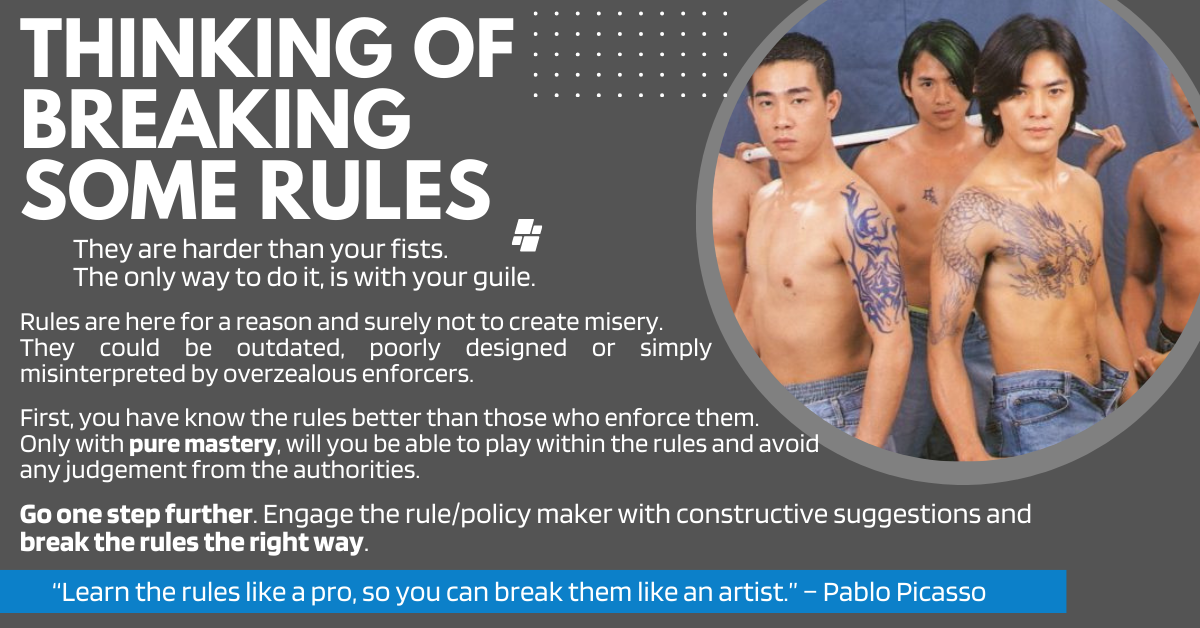 THINKING OF
BREAKING
SOME RULES
They are harder than your fists.
The only way to do it, is with your guile.
Rules are here for a reason and surely not to create misery.
They could be outdated, poorly designed or simply
misinterpreted by overzealous enforcers.
First, you have know the rules better than those who enforce them.
Only with pure mastery, will you be able to play within the rules and avoid
any judgement from the authorities.
Go one step further. Engage the rule/policy maker with constructive suggestions and
break the rules the right way.
“Learn the rules like a pro, so you can break them like an artist.” – Pablo Picasso